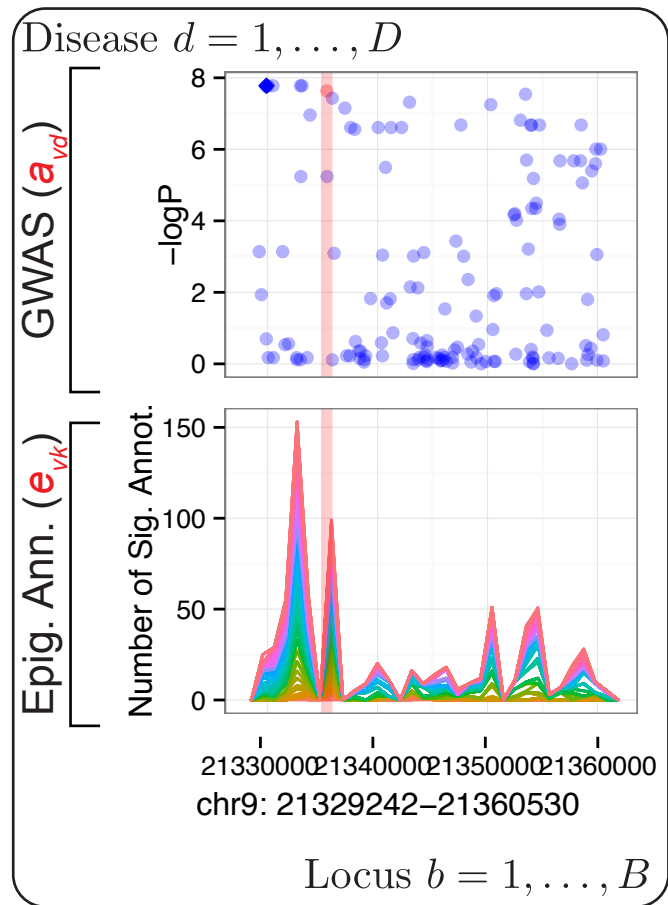 Disease d = 1, . . . , D
GWAS (a_vd)
−logP
8
6
4
2
0
Epig. Ann. (e_vk)
Number of Sig. Annot.
150
100
50
0
21330000 21340000 21350000 21360000
chr9: 21329242−21360530
Locus b = 1, . . . , B